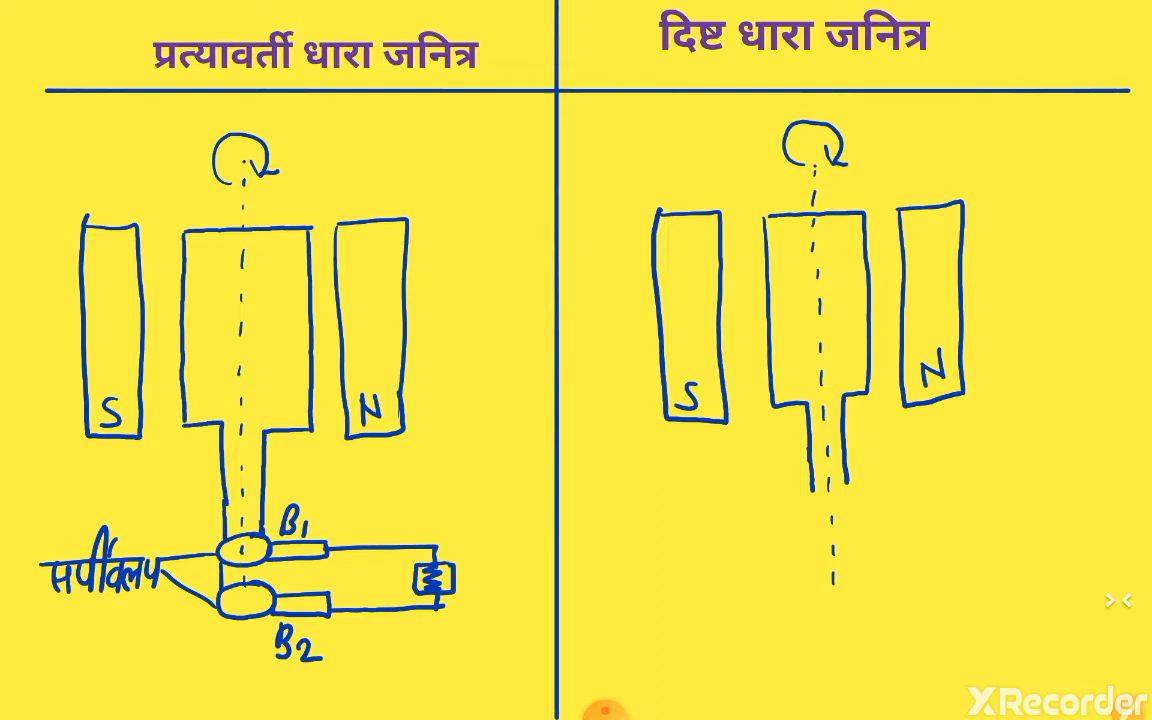 प्रत्यावर्ती धारा जनित्र
दिष्ट धारा जनित्र
S
N
S
N
B1
सर्पीवलय
B2
XRecorder